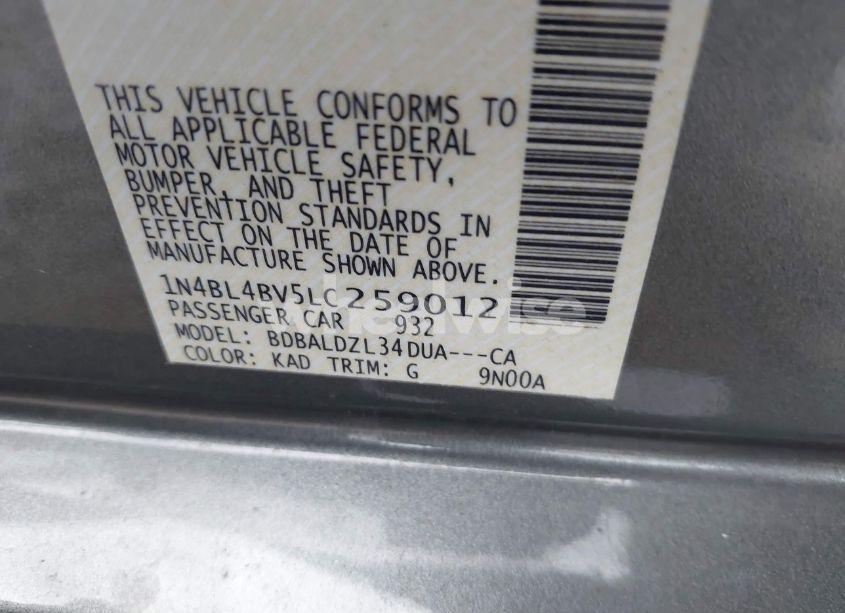 THIS VEHICLE CONFORMS TO
ALL APPLICABLE FEDERAL
MOTOR VEHICLE SAFETY,
BUMPER, AND THEFT
PREVENTION STANDARDS IN
EFFECT ON THE DATE OF
MANUFACTURE SHOWN ABOVE.
1N4BL4BV5LC259012
PASSENGER CAR 932
MODEL: BDBALDZL34DUA---CA
COLOR: KAD TRIM: G 9N00A
wheelwise